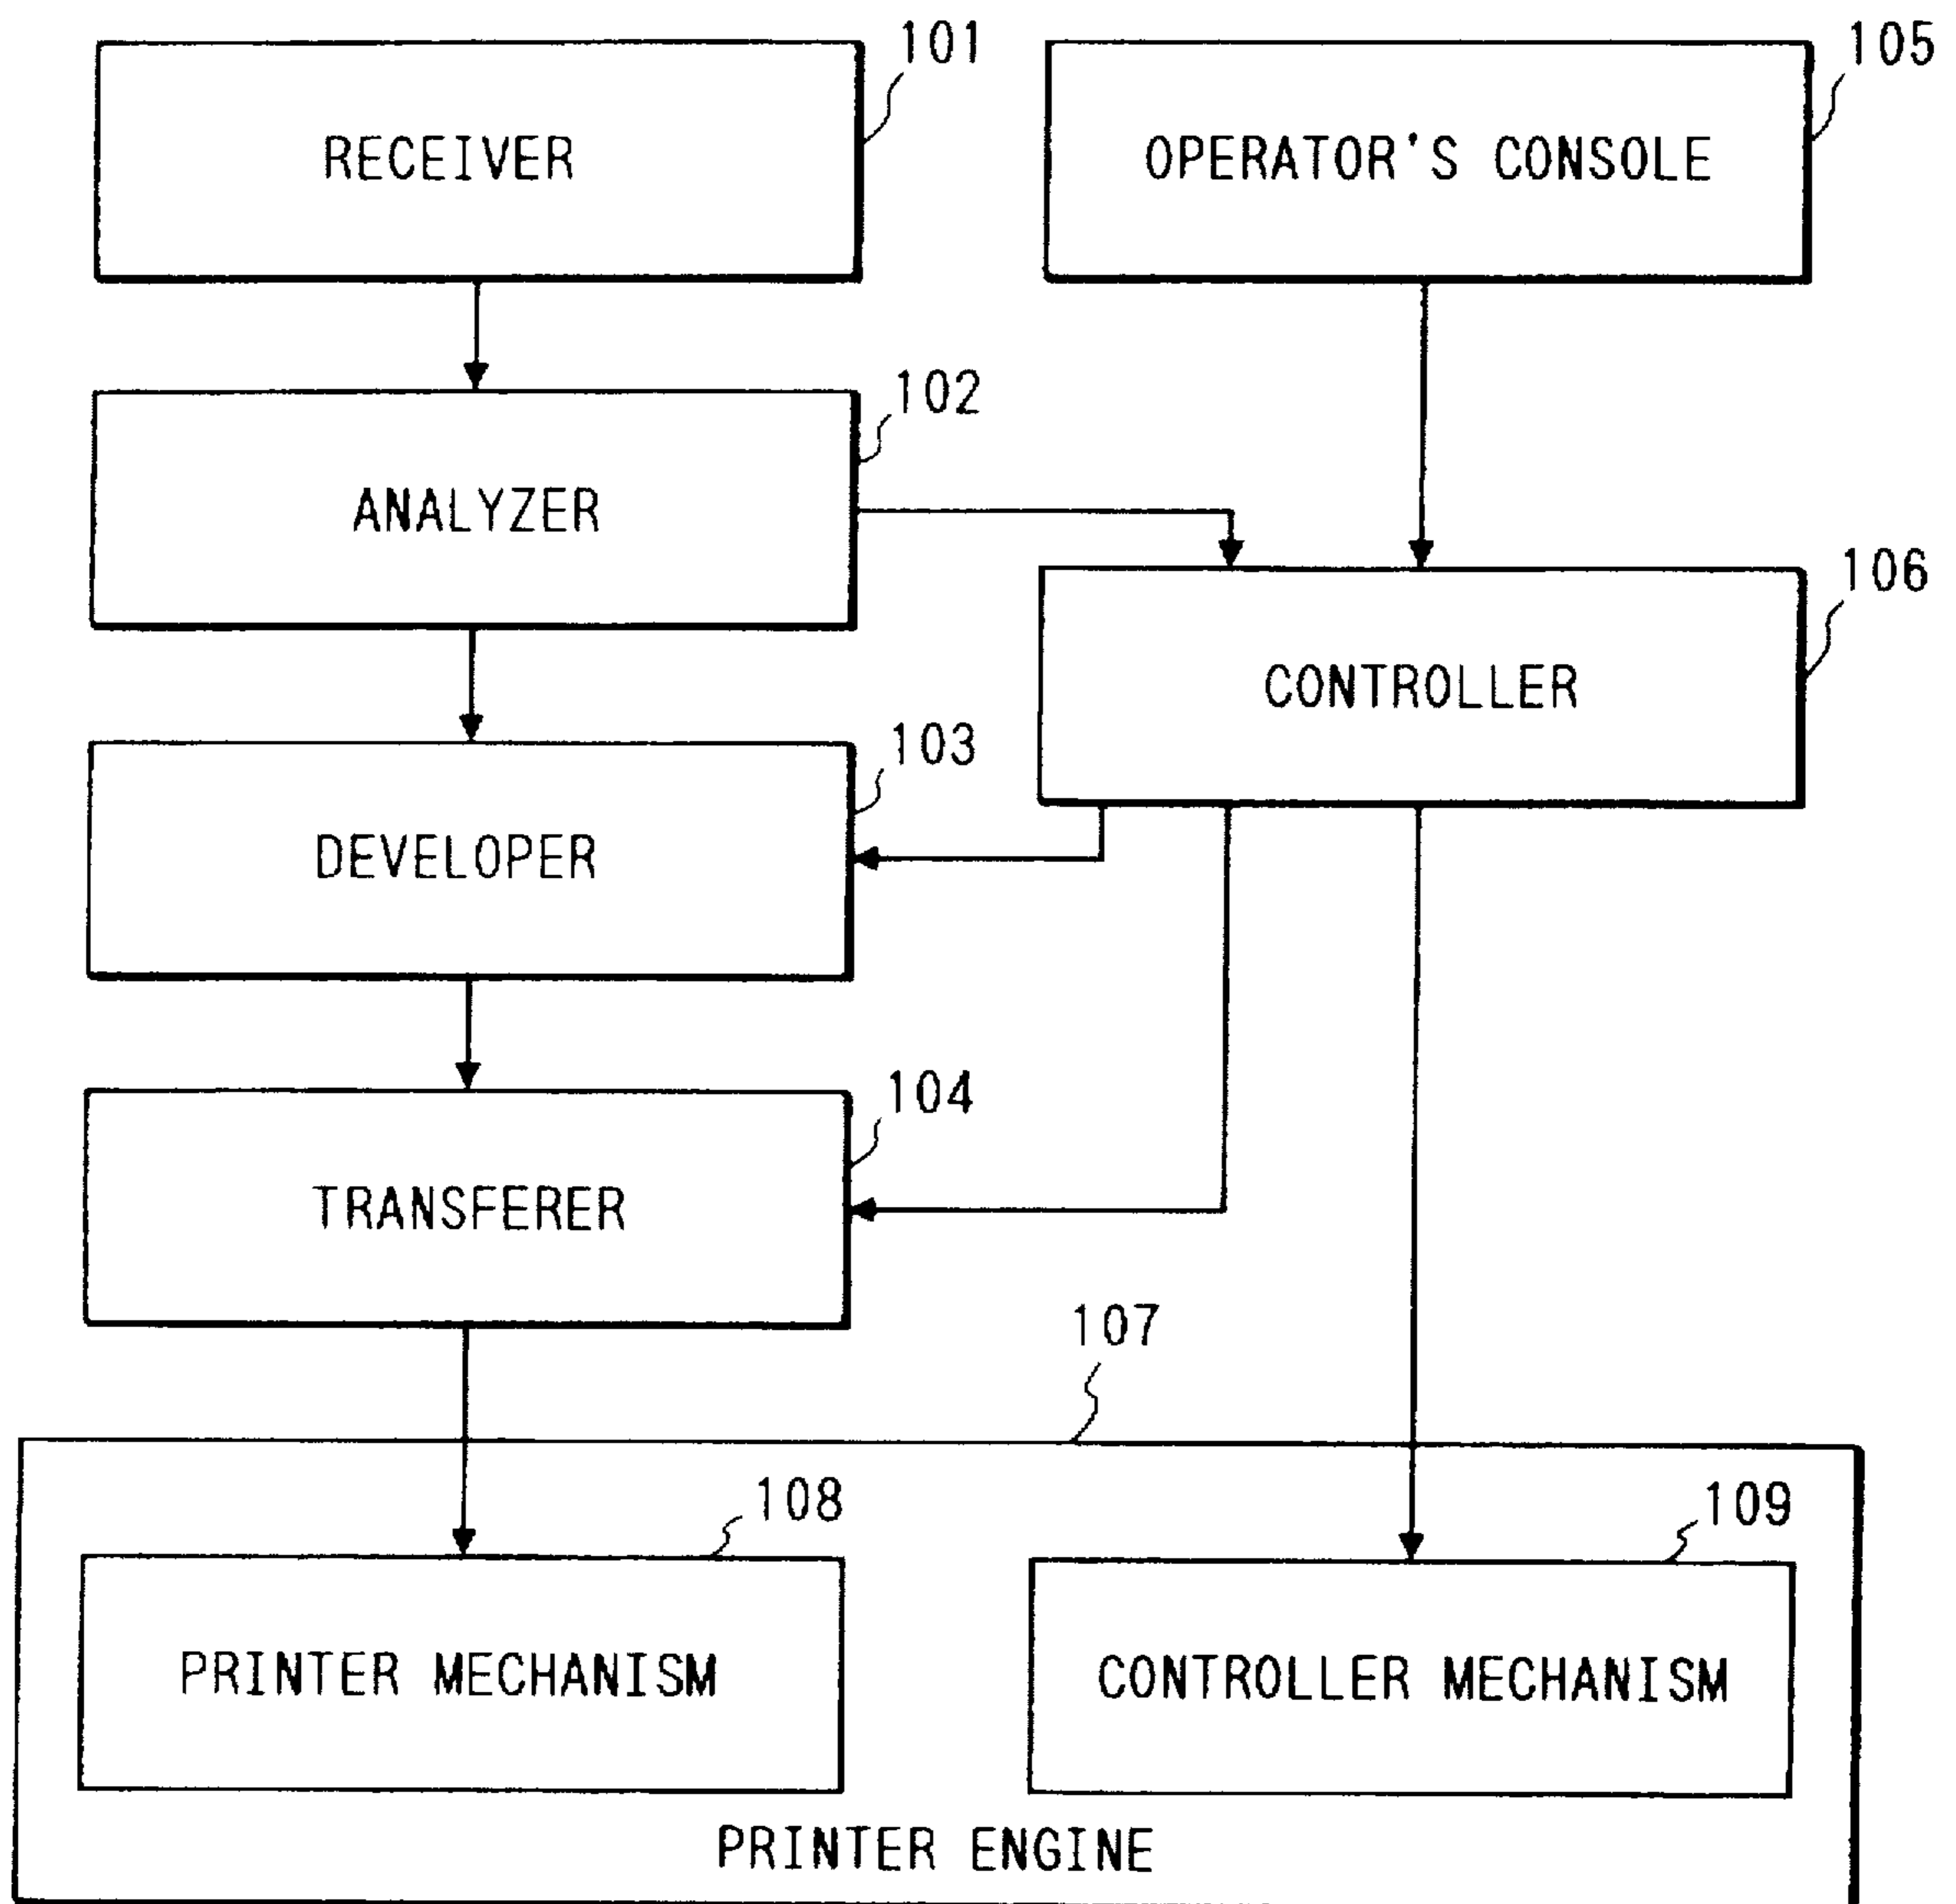 101
RECEIVER
105
OPERATOR'S CONSOLE
102
ANALYZER
106
CONTROLLER
103
DEVELOPER
104
TRANSFERER
107
108
PRINTER MECHANISM
109
CONTROLLER MECHANISM
PRINTER ENGINE